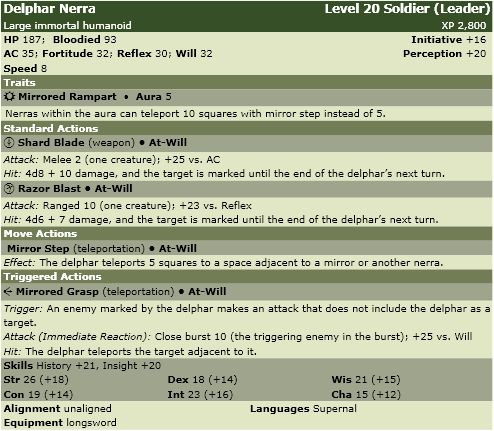 Delphar Nerra Level 20 Soldier (Leader)
Large immortal humanoid XP 2,800
HP 187; Bloodied 93 Initiative +16
AC 35; Fortitude 32; Reflex 30; Will 32 Perception +20
Speed 8
Traits
Mirrored Rampart • Aura 5
Nerras within the aura can teleport 10 squares with mirror step instead of 5.
Standard Actions
Shard Blade (weapon) • At-Will
Attack: Melee 2 (one creature); +25 vs. AC
Hit: 4d8 + 10 damage, and the target is marked until the end of the delphar's next turn.
Razor Blast • At-Will
Attack: Ranged 10 (one creature); +23 vs. Reflex
Hit: 4d6 + 7 damage, and the target is marked until the end of the delphar's next turn.
Move Actions
Mirror Step (teleportation) • At-Will
Effect: The delphar teleports 5 squares to a space adjacent to a mirror or another nerra.
Triggered Actions
Mirrored Grasp (teleportation) • At-Will
Trigger: An enemy marked by the delphar makes an attack that does not include the delphar as a
target.
Attack (Immediate Reaction): Close burst 10 (the triggering enemy in the burst); +25 vs. Will
Hit: The delphar teleports the target adjacent to it.
Skills History +21, Insight +20
Str 26 (+18) Dex 18 (+14) Wis 21 (+15)
Con 19 (+14) Int 23 (+16) Cha 15 (+12)
Alignment unaligned Languages Supernal
Equipment longsword